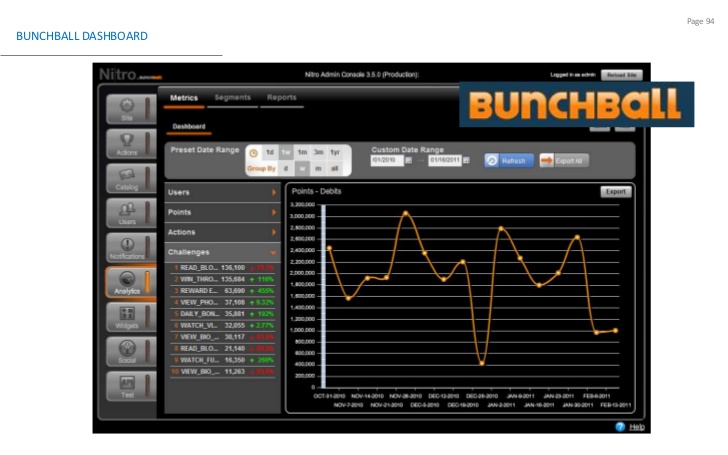 Page 94
BUNCHBALL DASHBOARD
Nitro BUNCHBALL
Nitro Admin Console 3.5.0 (Production):
Logged in as admin
Reload Site
Metrics Segments Reports
BUNCHBALL
Dashboard
Site
Actions
Catalog
Users
Notifications
Analytics
Widgets
Social
Test
Preset Date Range
1d 1w 1m 3m 1yr
Group By d w m all
Custom Date Range
/01/2010 01/16/2011
Refresh
Export All
Users
Points
Actions
Challenges
1 READ_BLO... 136,190
2 WIN_THRO... 135,684 + 116%
3 REWARD E... 63,690 + 455%
4 VIEW_PHO... 37,108 + 9.32%
5 DAILY_BON... 35,881 + 192%
6 WATCH_VI... 32,055 + 2.77%
7 VIEW_BIO_... 30,117
8 READ_BLO... 21,140
9 WATCH_FU... 16,350 + 200%
10 VIEW_BIO_... 11,263
Points - Debits
Export
3,200,000
3,000,000
2,800,000
2,600,000
2,400,000
2,200,000
2,000,000
1,800,000
1,600,000
1,400,000
1,200,000
1,000,000
800,000
600,000
400,000
200,000
0
OCT-31-2010 NOV-14-2010 NOV-28-2010 DEC-12-2010 DEC-26-2010 JAN-9-2011 JAN-23-2011 FEB-6-2011
NOV-7-2010 NOV-21-2010 DEC-5-2010 DEC-19-2010 JAN-2-2011 JAN-16-2011 JAN-30-2011 FEB-13-2011
Help